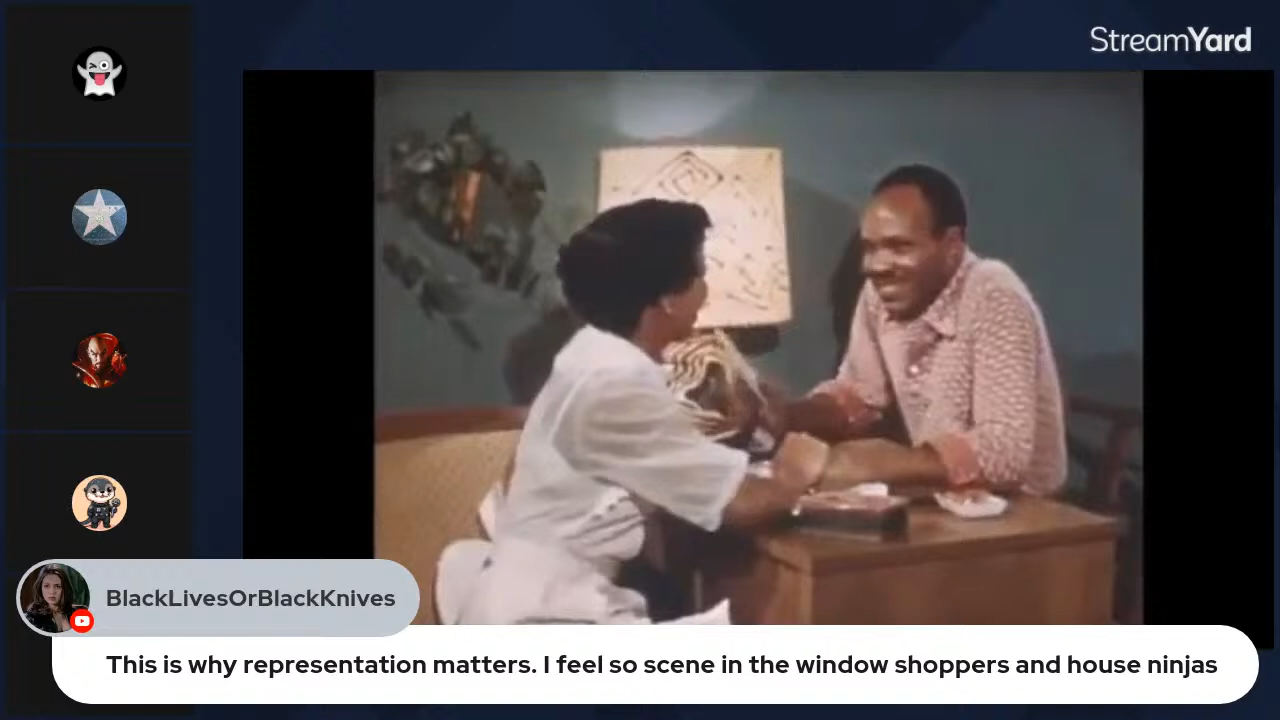 StreamYard
BlackLivesOrBlackKnives
This is why representation matters. I feel so scene in the window shoppers and house ninjas